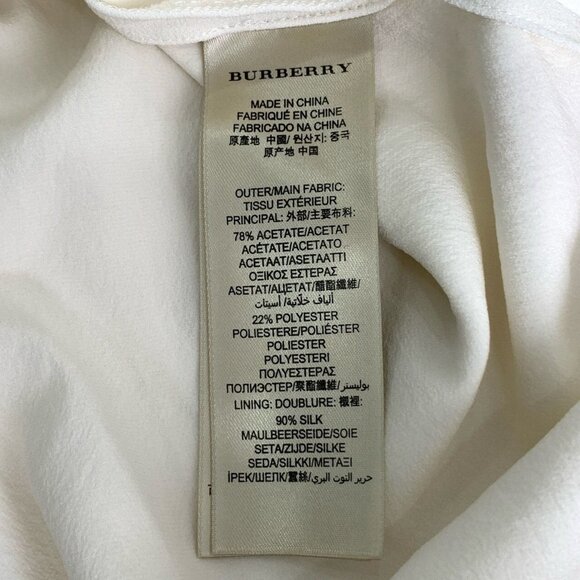 BURBERRY
MADE IN CHINA
FABRIQUÉ EN CHINE
FABRICADO NA CHINA
原產地 中國/ 원산지: 중국
原产地 中国
OUTER/MAIN FABRIC:
TISSU EXTÉRIEUR
PRINCIPAL: 外部/主要布料:
78% ACETATE/ACETAT
ACÉTATE/ACETATO
ACETAAT/ASETAATTI
ΟΞΙΚΟΣ ΕΣΤΕΡΑΣ
ASETAT/АЦЕТАТ/醋酯纖維/
ألياف خلاتية/أسيتات
22% POLYESTER
POLIESTERE/POLIÉSTER
POLIESTER
POLYESTERI
ΠΟΛΥΕΣΤΕΡΑΣ
ПОЛИЭСТЕР/聚酯纖維/بوليستر
LINING: DOUBLURE: 襯裡:
90% SILK
MAULBEERSEIDE/SOIE
SETA/ZIJDE/SILKE
SEDA/SILKKI/ΜΕΤΑΞΙ
İPEK/ШЕЛК/蠶絲/حرير التوت البري